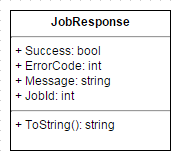 JobResponse
+ Success: bool
+ ErrorCode: int
+ Message: string
+ JobId: int
+ ToString(): string